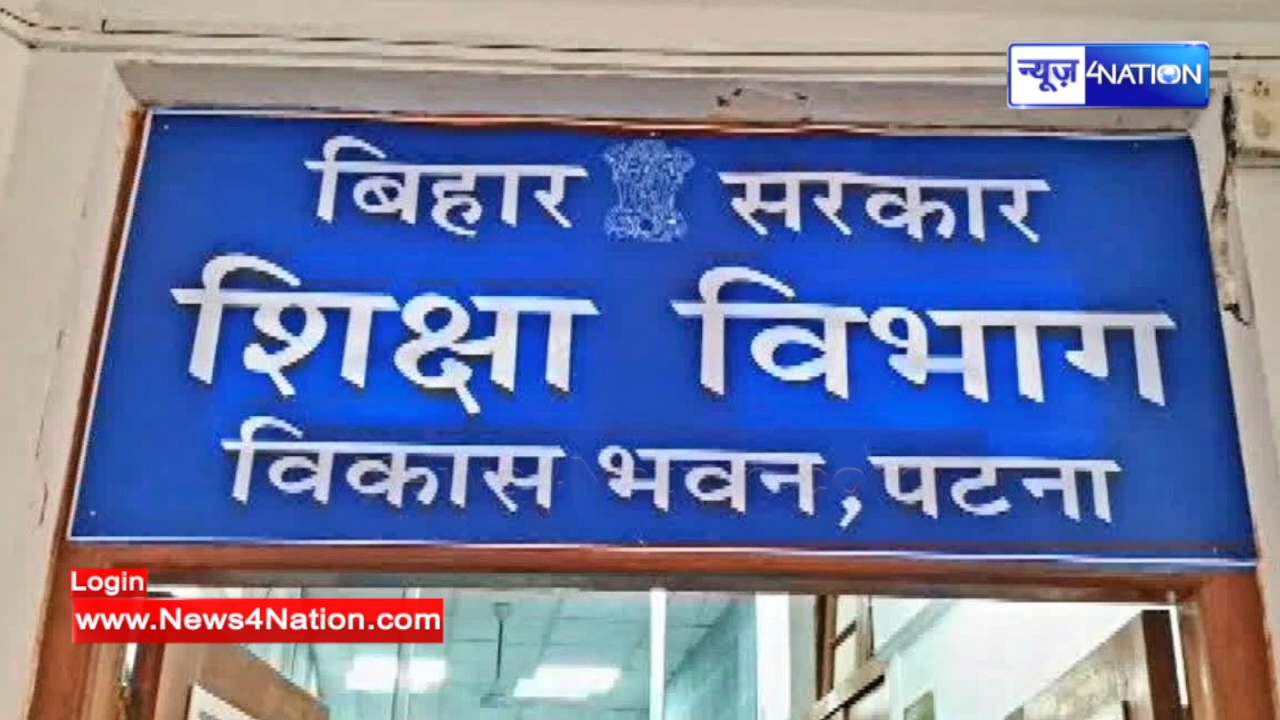 न्यूज़ 4NATION
बिहार सरकार
शिक्षा विभाग
विकास भवन, पटना
Login
www.News4Nation.com